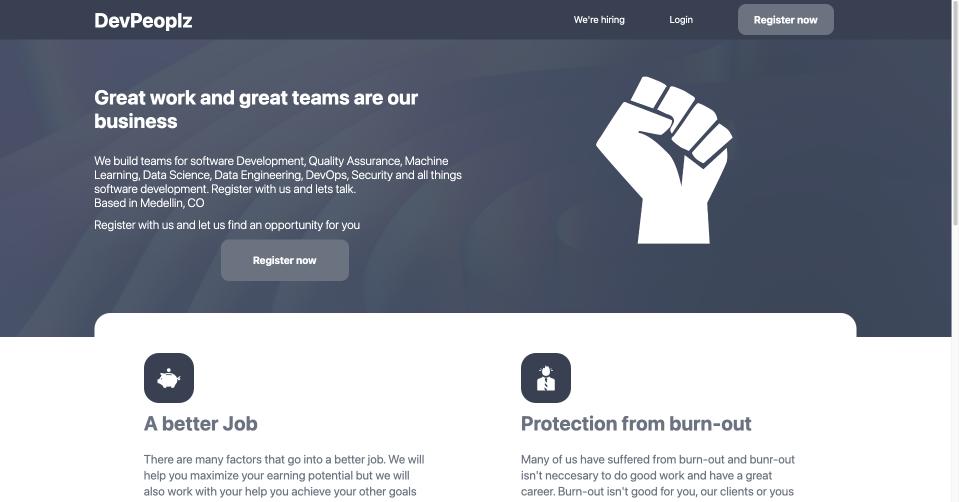 DevPeoplz
We're hiring
Login
Register now
Great work and great teams are our
business
We build teams for software Development, Quality Assurance, Machine
Learning, Data Science, Data Engineering, DevOps, Security and all things
software development. Register with us and lets talk.
Based in Medellin, CO
Register with us and let us find an opportunity for you
Register now
A better Job
There are many factors that go into a better job. We will
help you maximize your earning potential but we will
also work with your help you achieve your other goals
Protection from burn-out
Many of us have suffered from burn-out and bunr-out
isn't neccesary to do good work and have a great
career. Burn-out isn't good for you, our clients or yous